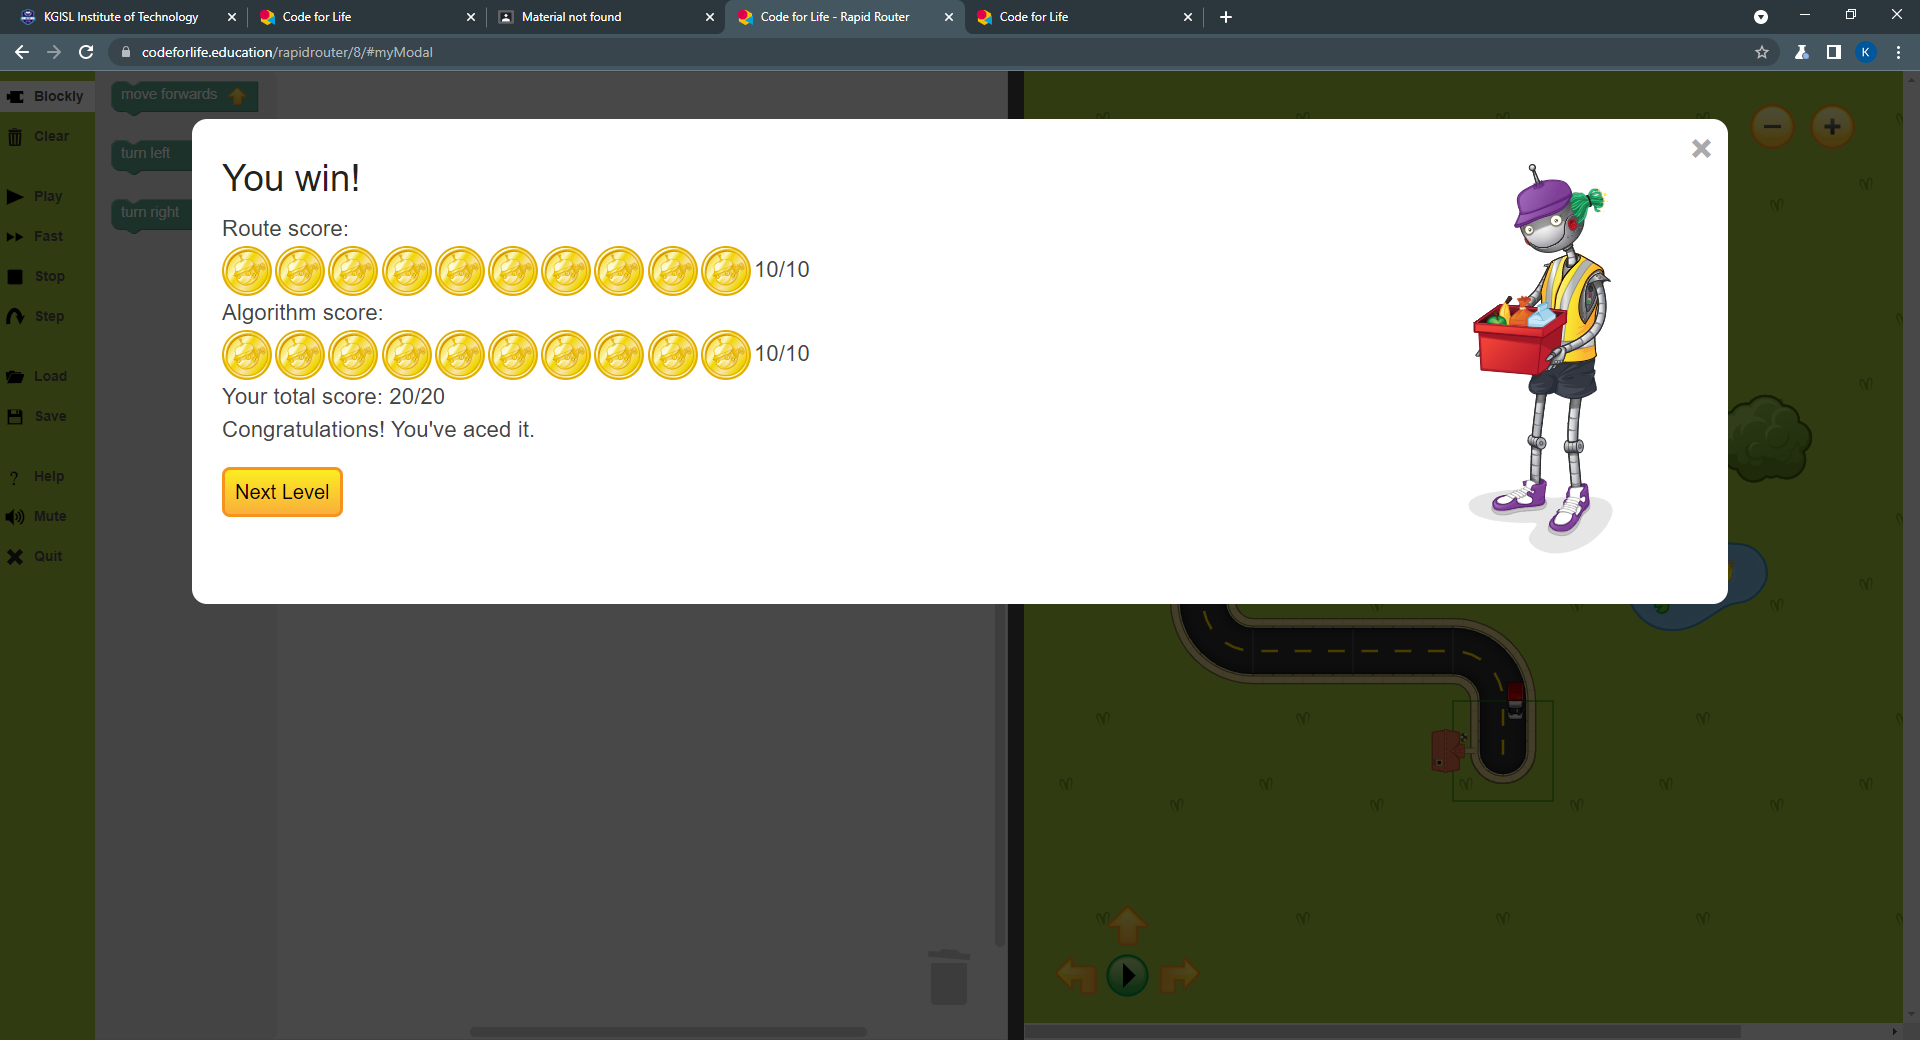 KGISL Institute of Technology
Code for Life
Material not found
Code for Life - Rapid Router
Code for Life
codeforlife.education/rapidrouter/8/#myModal
K
Blockly
Clear
Play
Fast
Stop
Step
Load
Save
Help
Mute
Quit
move forwards
turn left
turn right
You win!
Route score:
10/10
Algorithm score:
10/10
Your total score: 20/20
Congratulations! You've aced it.
Next Level